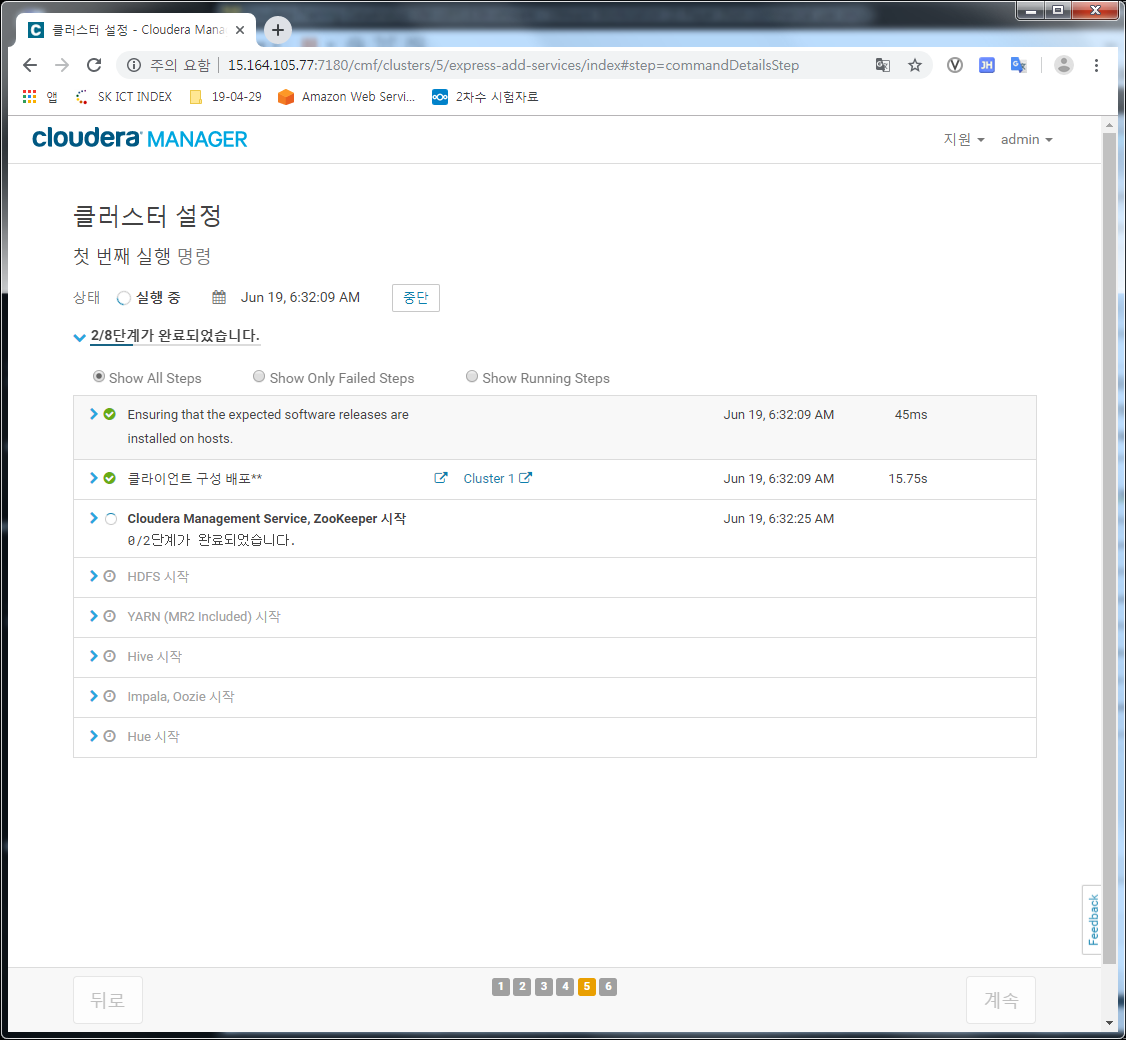 클러스터 설정 - Cloudera Mana
주의 요함 | 15.164.105.77:7180/cmf/clusters/5/express-add-services/index#step=commandDetailsStep
앱 SK ICT INDEX 19-04-29 Amazon Web Servi... 2차수 시험자료
cloudera MANAGER 지원 admin
클러스터 설정
첫 번째 실행 명령
상태 실행 중 Jun 19, 6:32:09 AM 중단
2/8단계가 완료되었습니다.
Show All Steps Show Only Failed Steps Show Running Steps
Ensuring that the expected software releases are Jun 19, 6:32:09 AM 45ms
installed on hosts.
클라이언트 구성 배포** Cluster 1 Jun 19, 6:32:09 AM 15.75s
Cloudera Management Service, ZooKeeper 시작 Jun 19, 6:32:25 AM
0/2단계가 완료되었습니다.
HDFS 시작
YARN (MR2 Included) 시작
Hive 시작
Impala, Oozie 시작
Hue 시작
Feedback
뒤로 1 2 3 4 5 6 계속